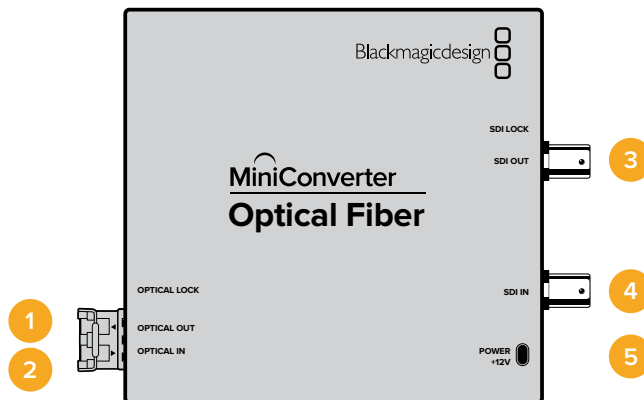 Blackmagicdesign
SDI LOCK
3
SDI OUT
MiniConverter
Optical Fiber
OPTICAL LOCK
SDI IN
4
1
OPTICAL OUT
2
OPTICAL IN
POWER
+12V
5